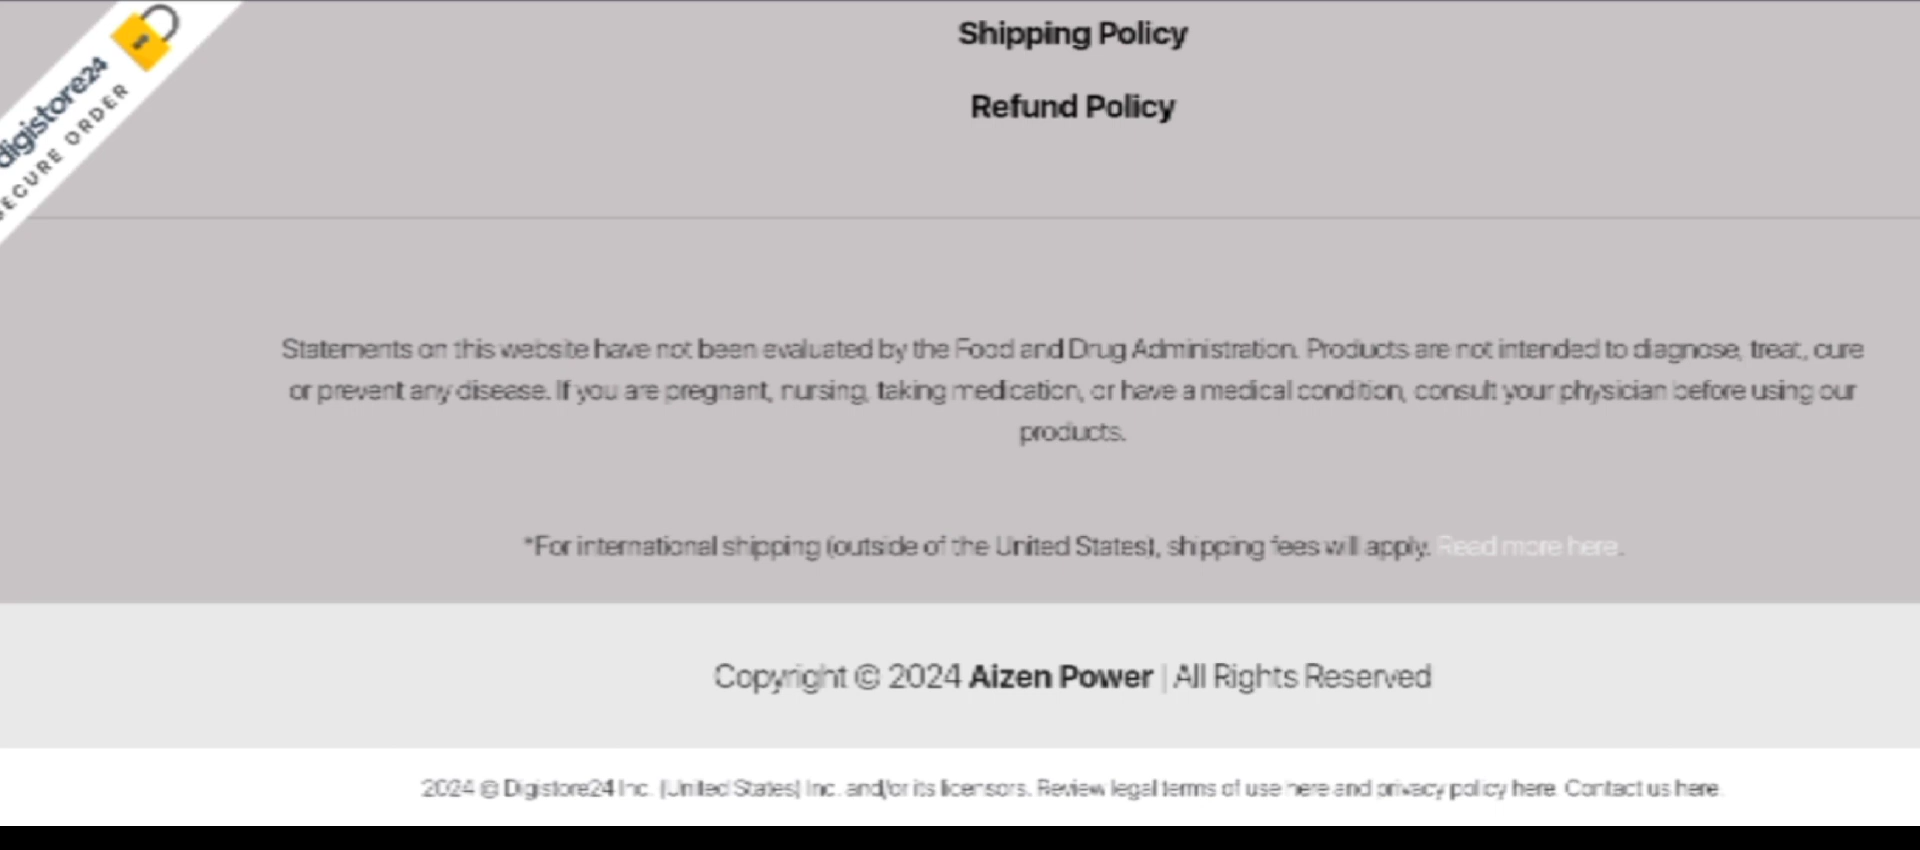 Shipping Policy
digistore24
SECURE ORDER
Refund Policy
Statements on this website have not been evaluated by the Food and Drug Administration. Products are not intended to diagnose, treat, cure
or prevent any disease. If you are pregnant, nursing, taking medication, or have a medical condition, consult your physician before using our
products.
*For international shipping (outside of the United States), shipping fees will apply. Read more here.
Copyright © 2024 Aizen Power | All Rights Reserved
2024 © Digistore24 Inc. (United States) Inc. and/or its licensors. Review legal terms of use here and privacy policy here. Contact us here.